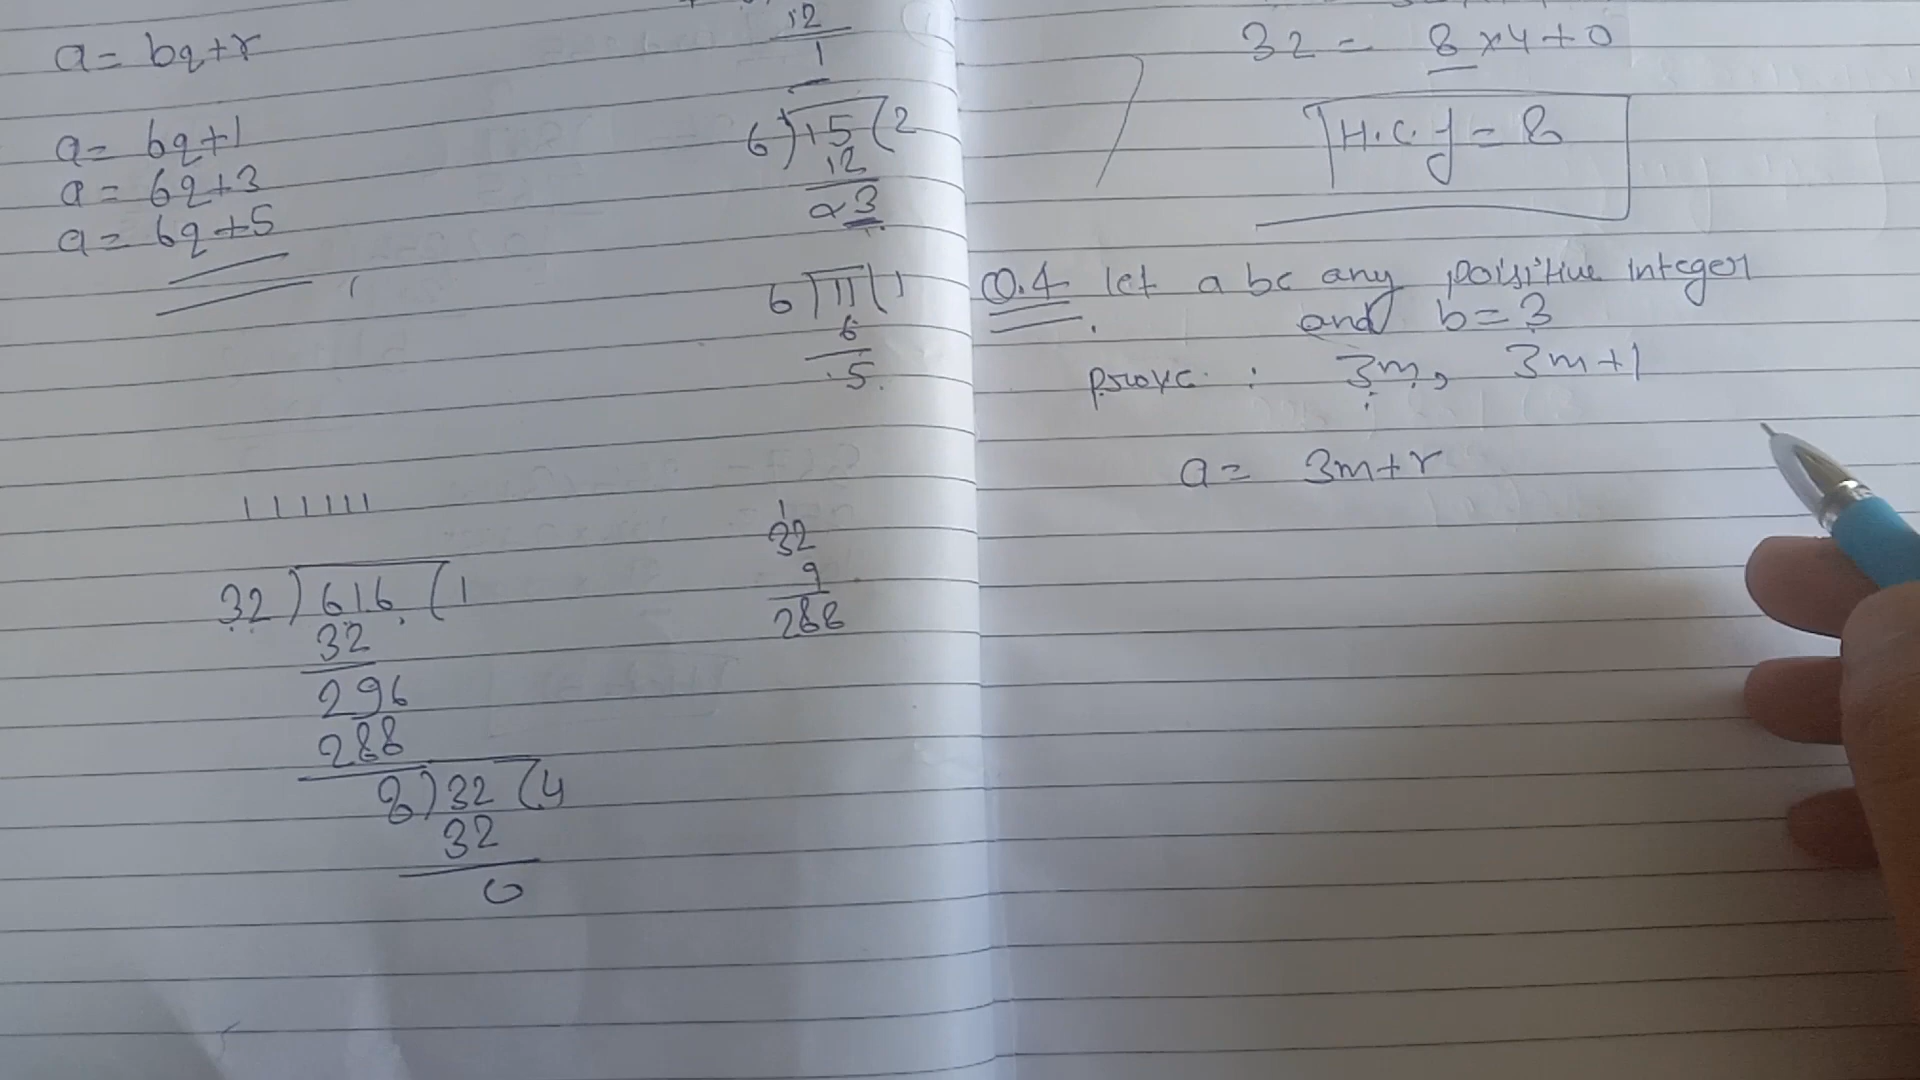 a = bq+r
a = 6q+1
a = 6q+3
a = 6q+5
12
1
6) 15 (2
12
3
6) 11 (1
6
5
32) 616 (1
32
296
288
8) 32 (4
32
0
32
9
288
32 = 8 x 4 + 0
H.C.f = 8
Q.4 let a be any poisitive integer
and b = 3
prove : 3m, 3m+1
a = 3m+r